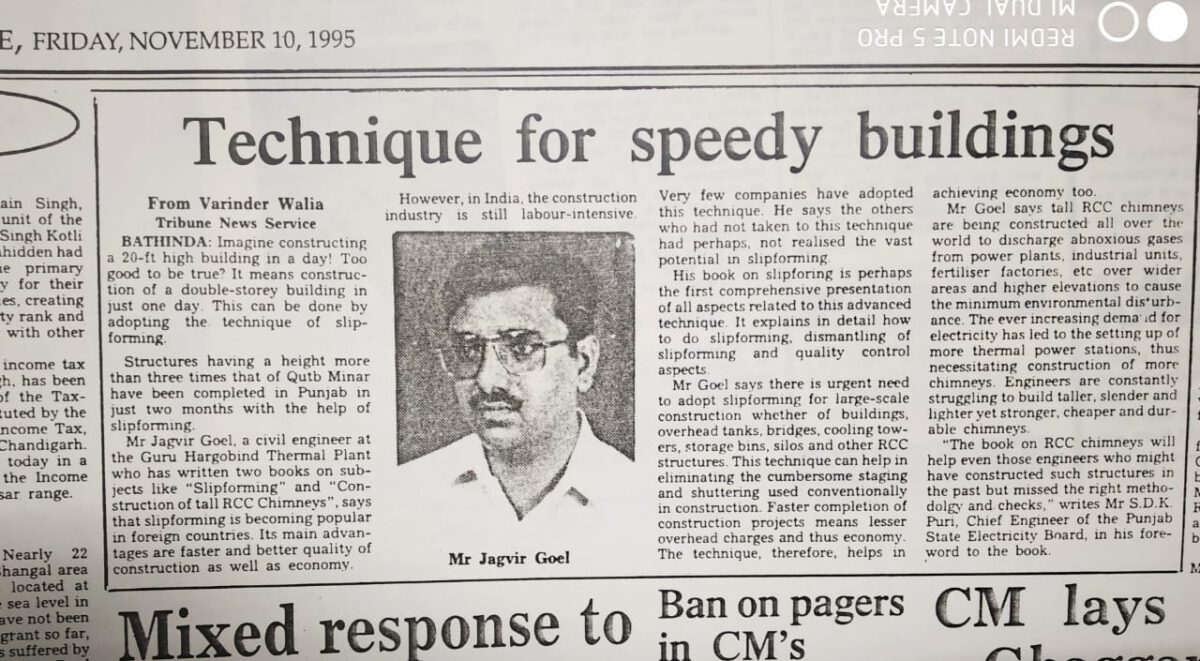 E, FRIDAY, NOVEMBER 10, 1995
REDMI NOTE 5 PRO
MI DUAL CAMERA
ain Singh,
unit of the
Singh Kotli
ahidden had
e primary
y for their
es, creating
ty rank and
with other
income tax
gh, has been
of the Tax-
tuted by the
ncome Tax,
Chandigarh.
today in a
the Income
sar range.
Nearly 22
hangal area
located at
sea level in
ave not been
grant so far,
s suffered by
Technique for speedy buildings
From Varinder Walia
Tribune News Service
BATHINDA: Imagine constructing
a 20-ft high building in a day! Too
good to be true? It means construc-
tion of a double-storey building in
just one day. This can be done by
adopting the technique of slip-
forming.
Structures having a height more
than three times that of Qutb Minar
have been completed in Punjab in
just two months with the help of
slipforming.
Mr Jagvir Goel, a civil engineer at
the Guru Hargobind Thermal Plant
who has written two books on sub-
jects like “Slipforming” and “Con-
struction of tall RCC Chimneys”, says
that slipforming is becoming popular
in foreign countries. Its main advan-
tages are faster and better quality of
construction as well as economy.
However, in India, the construction
industry is still labour-intensive.
Mr Jagvir Goel
Very few companies have adopted
this technique. He says the others
who had not taken to this technique
had perhaps, not realised the vast
potential in slipforming.
His book on slipforing is perhaps
the first comprehensive presentation
of all aspects related to this advanced
technique. It explains in detail how
to do slipforming, dismantling of
slipforming and quality control
aspects.
Mr Goel says there is urgent need
to adopt slipforming for large-scale
construction whether of buildings,
overhead tanks, bridges, cooling tow-
ers, storage bins, silos and other RCC
structures. This technique can help in
eliminating the cumbersome staging
and shuttering used conventionally
in construction. Faster completion of
construction projects means lesser
overhead charges and thus economy.
The technique, therefore, helps in
achieving economy too.
Mr Goel says tall RCC chimneys
are being constructed all over the
world to discharge abnoxious gases
from power plants, industrial units,
fertiliser factories, etc over wider
areas and higher elevations to cause
the minimum environmental disturb-
ance. The ever increasing demand for
electricity has led to the setting up of
more thermal power stations, thus
necessitating construction of more
chimneys. Engineers are constantly
struggling to build taller, slender and
lighter yet stronger, cheaper and dur-
able chimneys.
“The book on RCC chimneys will
help even those engineers who might
have constructed such structures in
the past but missed the right metho-
dolgy and checks,” writes Mr S.D.K.
Puri, Chief Engineer of the Punjab
State Electricity Board, in his fore-
word to the book.
Mixed response to
Ban on pagers
in CM’s
CM lays